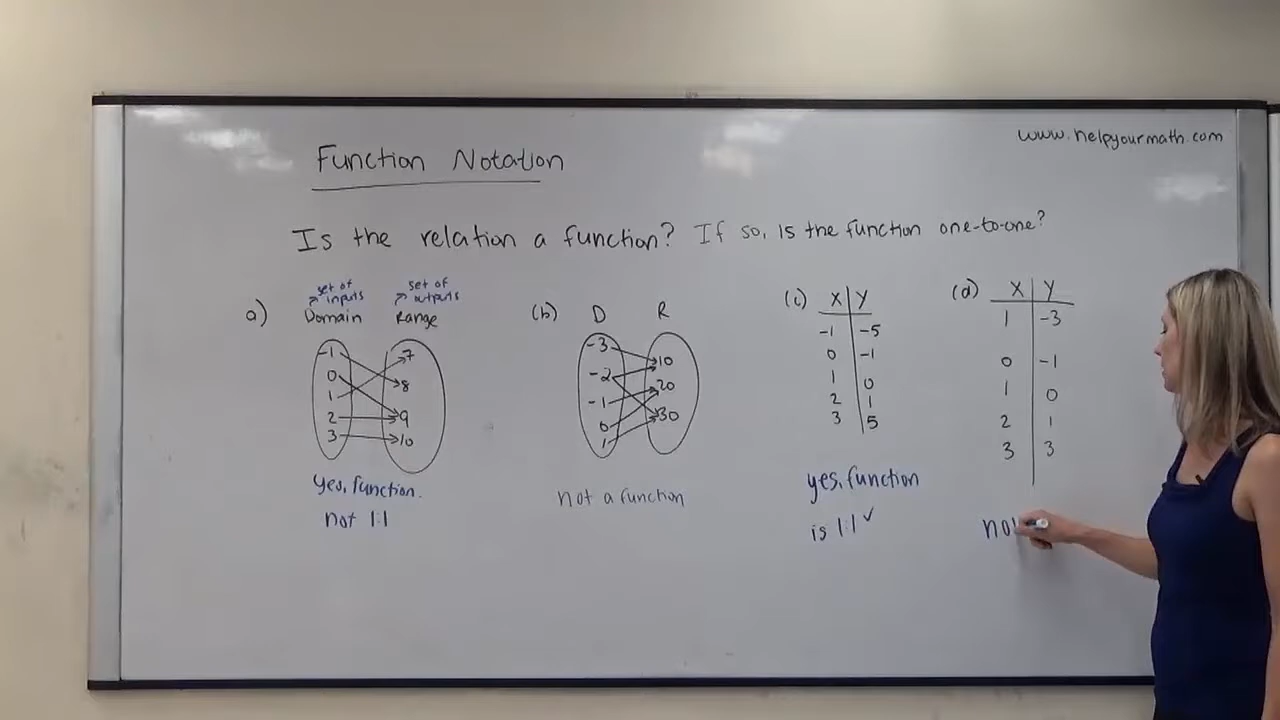 www.helpyourmath.com
Function Notation
Is the relation a function? If so, is the function one-to-one?
a)
set of inputs
Domain
set of outputs
Range
-1
0
1
2
3
7
8
9
10
yes, function.
not 1:1
(b)
D
R
-3
-2
-1
0
1
10
20
30
not a function
(c)
X Y
-1 -5
0 -1
1 0
2 1
3 5
yes, function
is 1:1 ✓
(d)
X Y
1 -3
0 -1
1 0
2 1
3 3